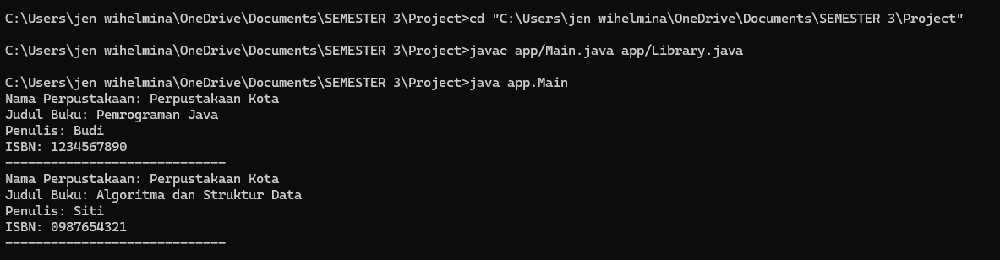 C:\Users\jen wihelmina\OneDrive\Documents\SEMESTER 3\Project>cd "C:\Users\jen wihelmina\OneDrive\Documents\SEMESTER 3\Project"
C:\Users\jen wihelmina\OneDrive\Documents\SEMESTER 3\Project>javac app/Main.java app/Library.java
C:\Users\jen wihelmina\OneDrive\Documents\SEMESTER 3\Project>java app.Main
Nama Perpustakaan: Perpustakaan Kota
Judul Buku: Pemrograman Java
Penulis: Budi
ISBN: 1234567890
-----------------------------
Nama Perpustakaan: Perpustakaan Kota
Judul Buku: Algoritma dan Struktur Data
Penulis: Siti
ISBN: 0987654321
-----------------------------